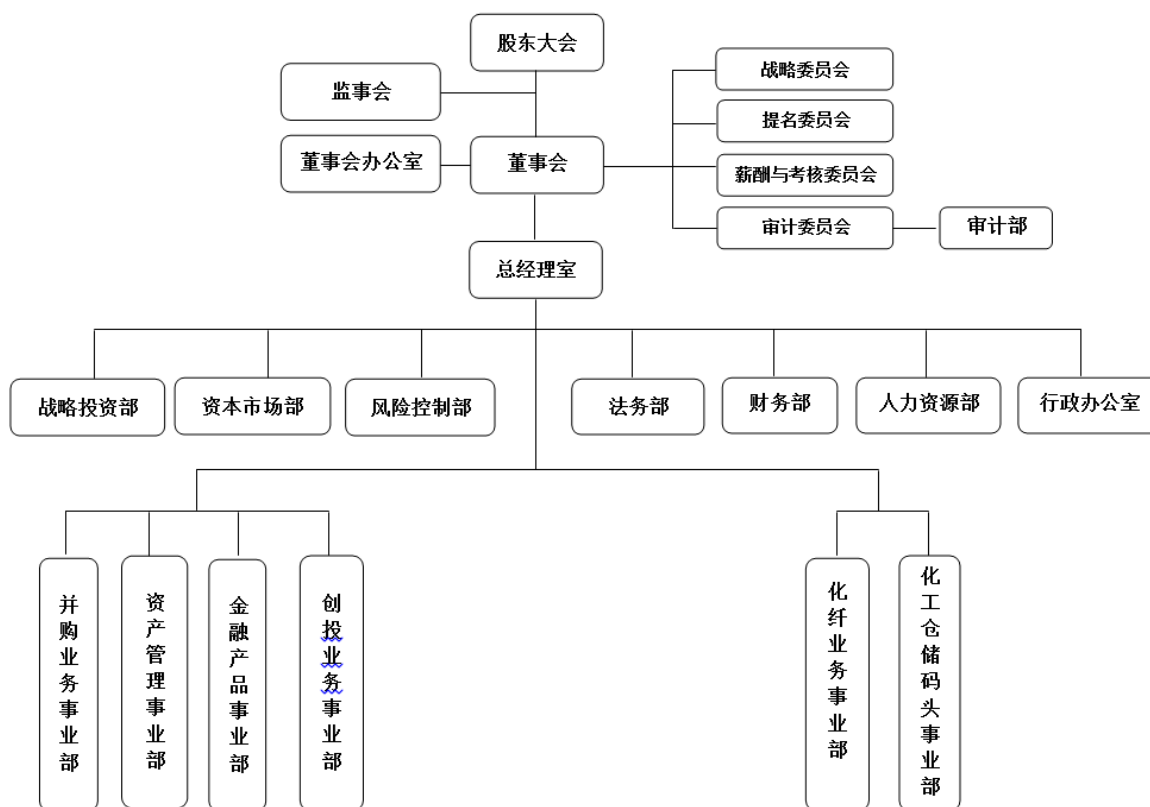 股东大会
监事会
战略委员会
提名委员会
董事会办公室
董事会
薪酬与考核委员会
审计委员会
审计部
总经理室
战略投资部
资本市场部
风险控制部
法务部
财务部
人力资源部
行政办公室
并购业务事业部
资产管理事业部
金融产品事业部
创投业务事业部
化纤业务事业部
化工仓储码头事业部